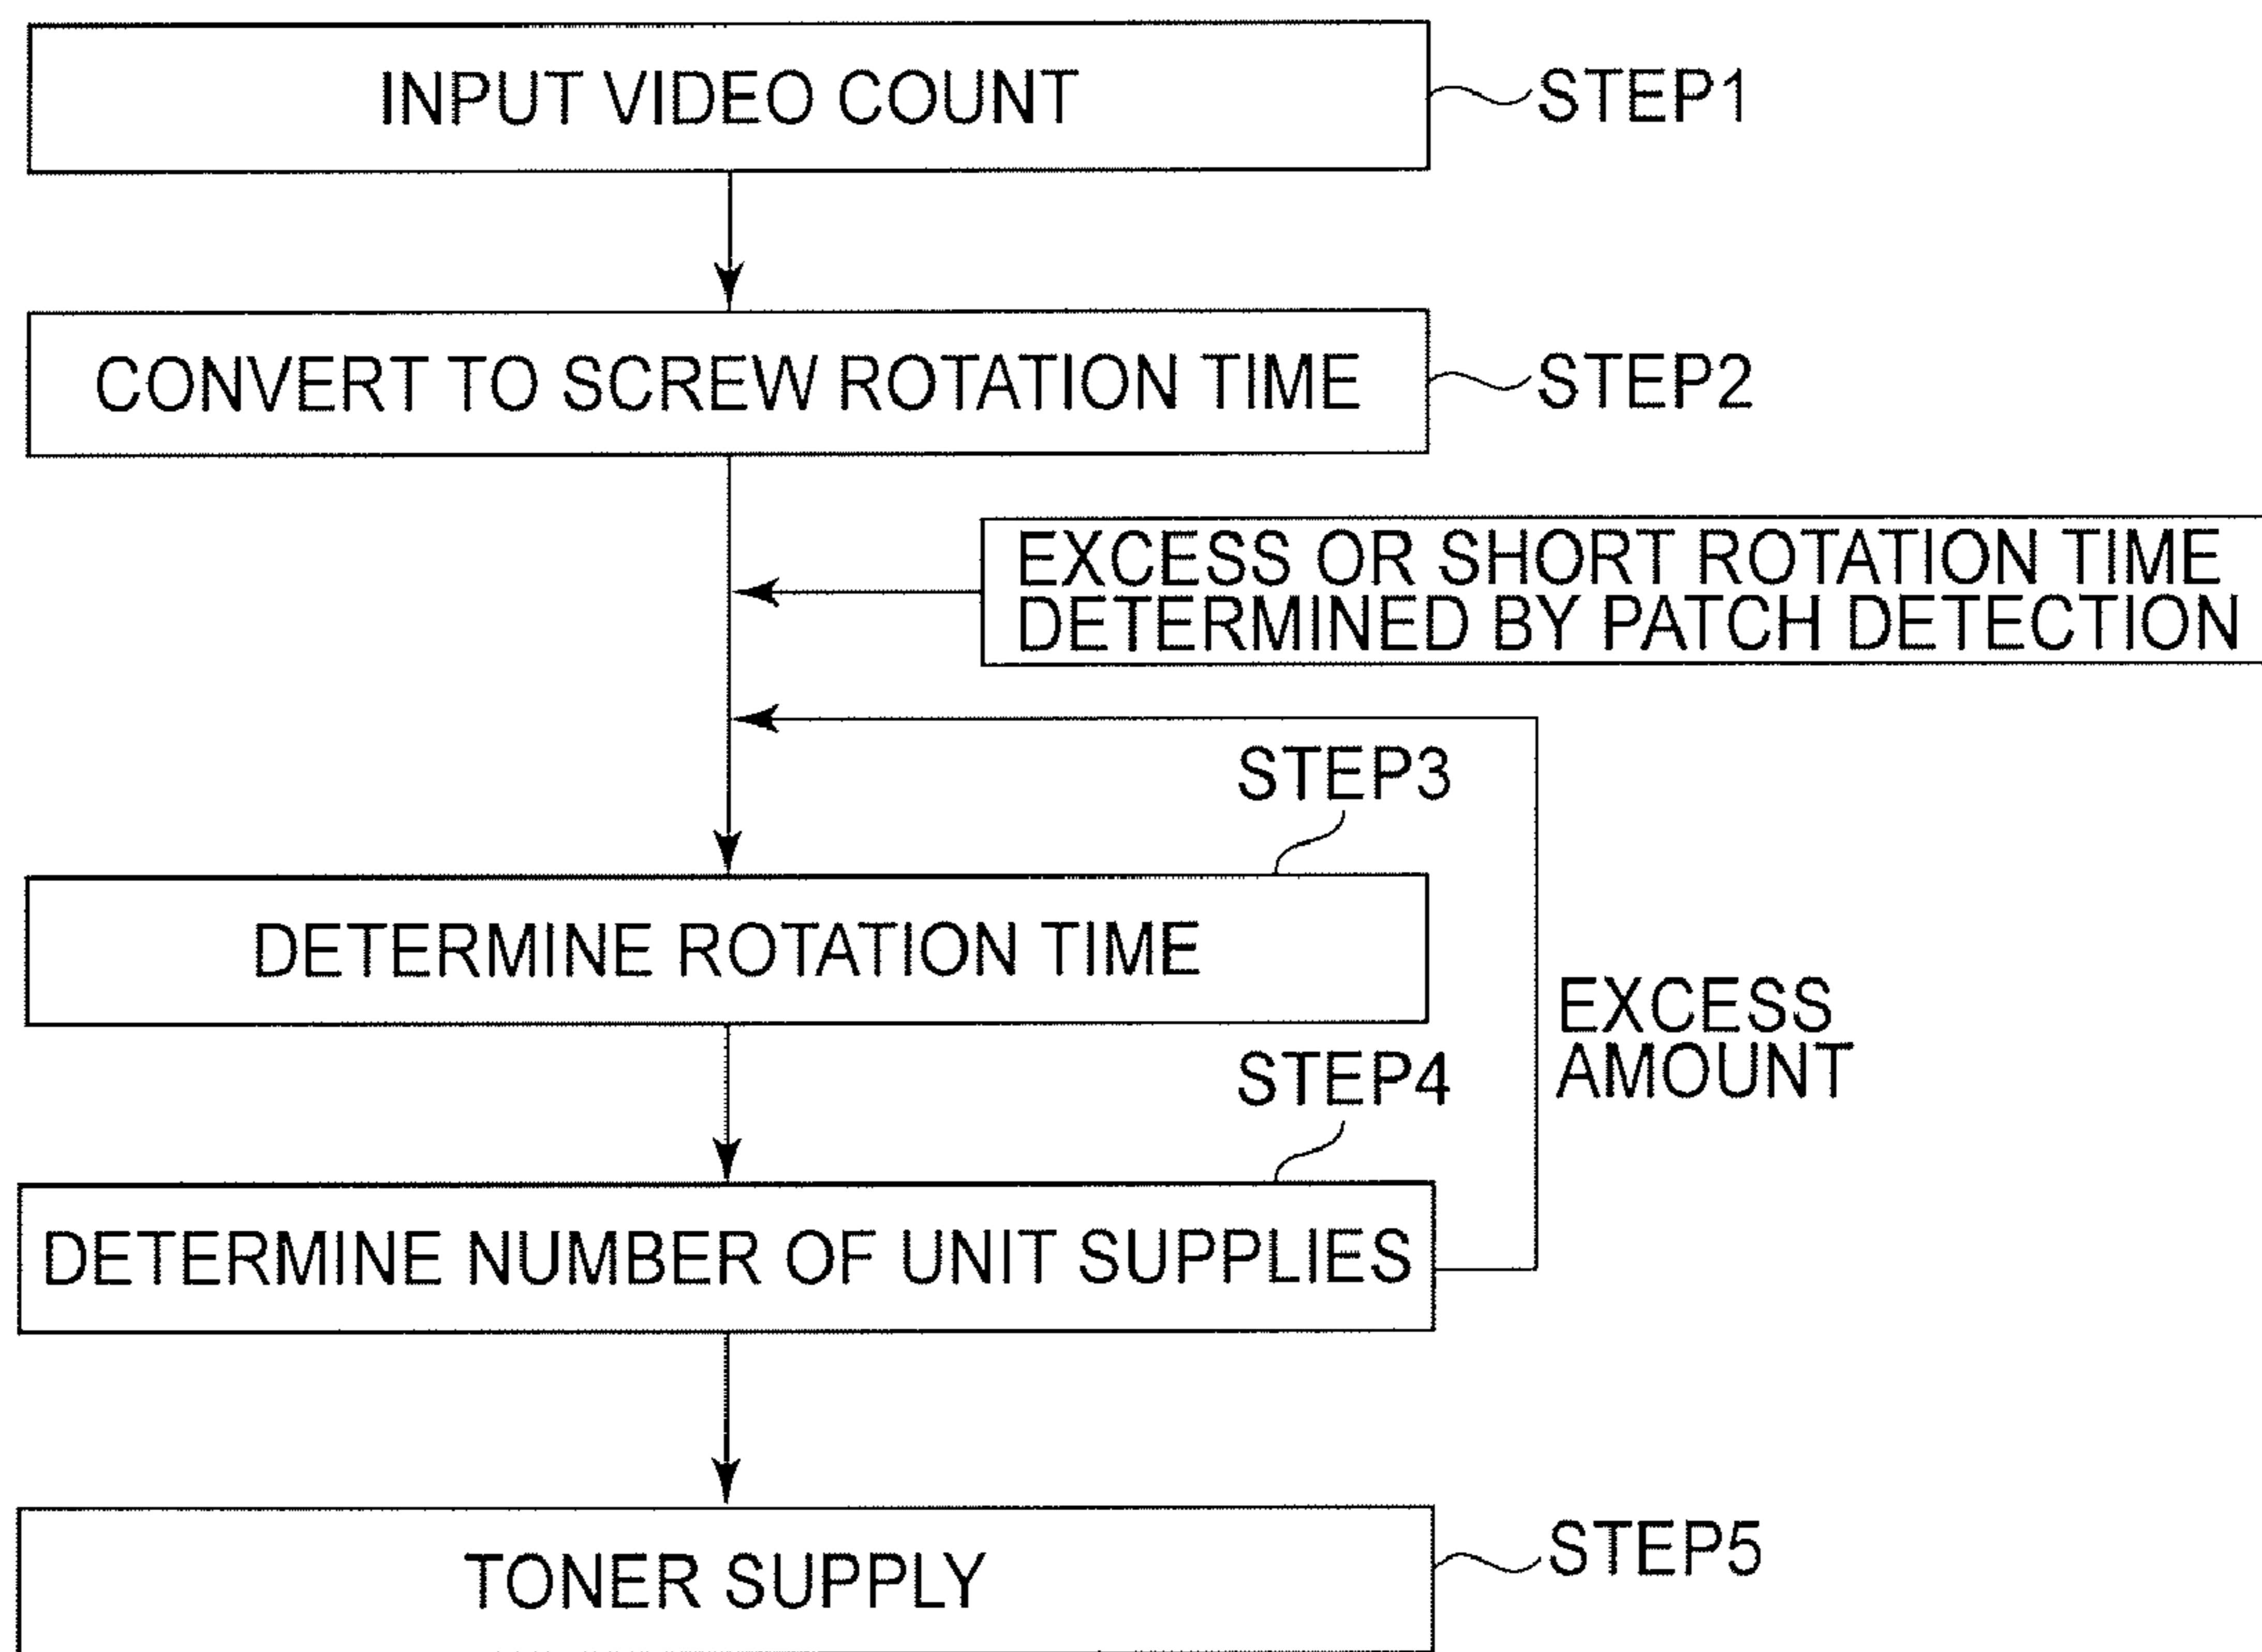 INPUT VIDEO COUNT
STEP1
CONVERT TO SCREW ROTATION TIME
STEP2
EXCESS OR SHORT ROTATION TIME
DETERMINED BY PATCH DETECTION
STEP3
DETERMINE ROTATION TIME
EXCESS
AMOUNT
STEP4
DETERMINE NUMBER OF UNIT SUPPLIES
TONER SUPPLY
STEP5